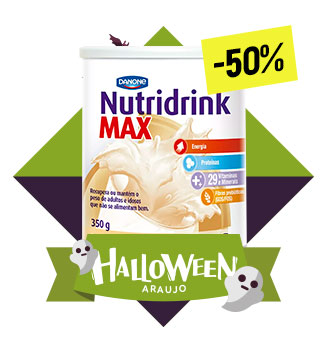 -50%
DANONE
Nutridrink
MAX
Energia
Proteínas
29 Vitaminas
e Minerais
Recupera ou mantém o
peso de adultos e idosos
que não se alimentam bem.
350 g
HALLOWEEN
ARAUJO